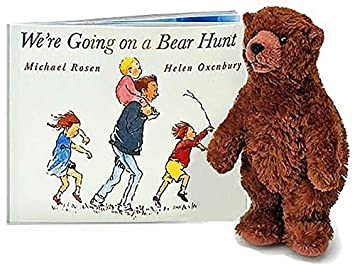 We're Going on a Bear Hunt
Michael Rosen Helen Oxenbury